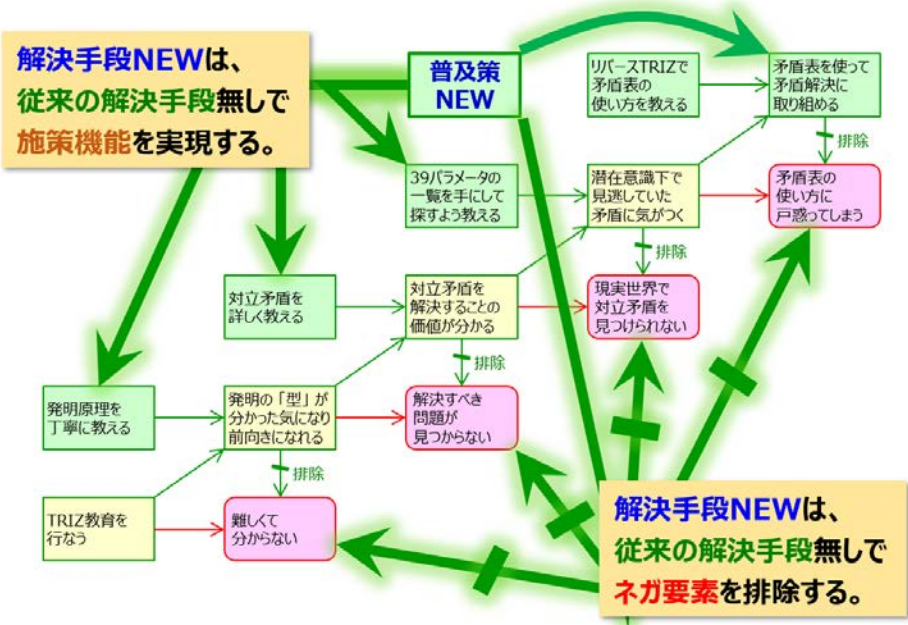 解決手段NEWは、
従来の解決手段無しで
施策機能を実現する。
普及策
NEW
リバースTRIZで
矛盾表の
使い方を教える
矛盾表を使って
矛盾解決に
取り組める
排除
39パラメータの
一覧を手にして
探すよう教える
潜在意識下で
見逃していた
矛盾に気がつく
矛盾表の
使い方に
戸惑ってしまう
排除
対立矛盾を
詳しく教える
対立矛盾を
解決することの
価値が分かる
現実世界で
対立矛盾を
見つけられない
排除
発明原理を
丁寧に教える
発明の「型」が
分かった気になり
前向きになれる
解決すべき
問題が
見つからない
排除
TRIZ教育を
行なう
難しくて
分からない
解決手段NEWは、
従来の解決手段無しで
ネガ要素を排除する。